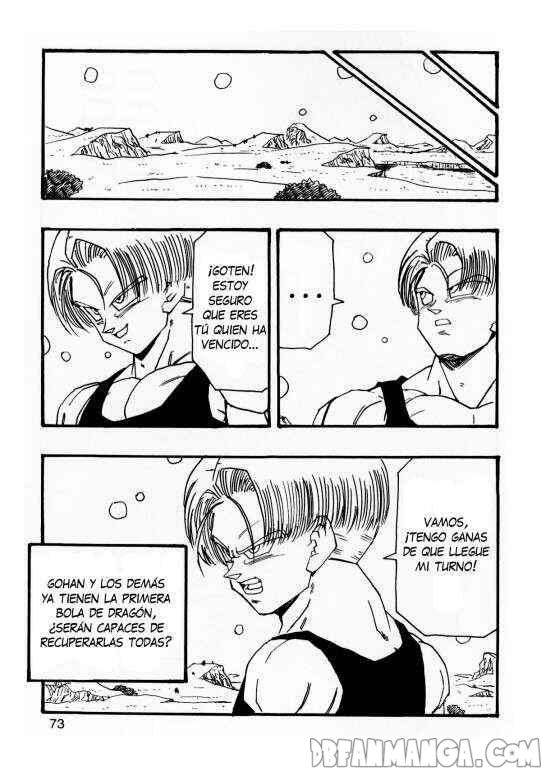 ¡GOTEN!
ESTOY
SEGURO
QUE ERES
TÚ QUIEN HA
VENCIDO...
...
VAMOS,
¡TENGO GANAS
DE QUE LLEGUE
MI TURNO!
GOHAN Y LOS DEMÁS
YA TIENEN LA PRIMERA
BOLA DE DRAGÓN,
¿SERÁN CAPACES DE
RECUPERARLAS TODAS?
73
DBFANMANGA.COM